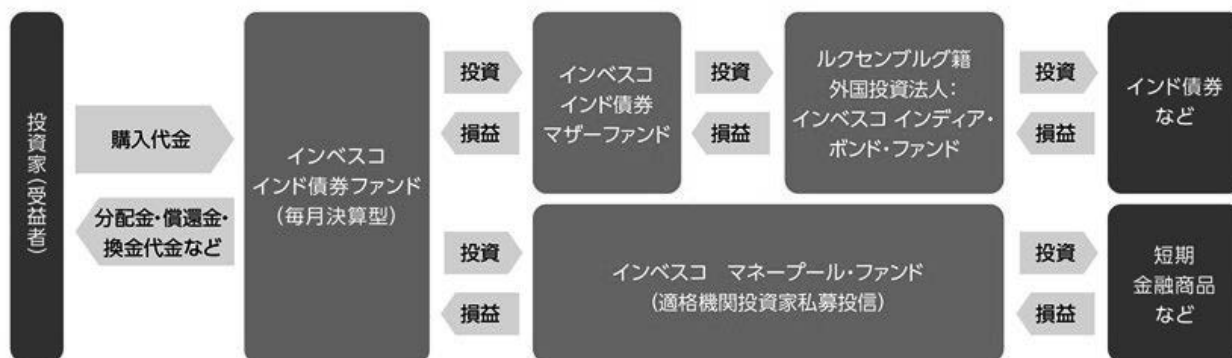 投資家(受益者)
購入代金
分配金・償還金・
換金代金など
インベスコ
インド債券ファンド
(毎月決算型)
投資
損益
インベスコ
インド債券
マザーファンド
投資
損益
ルクセンブルグ籍
外国投資法人:
インベスコ インディア・
ボンド・ファンド
投資
損益
インド債券
など
投資
損益
インベスコ　マネープール・ファンド
(適格機関投資家私募投信)
投資
損益
短期
金融商品
など